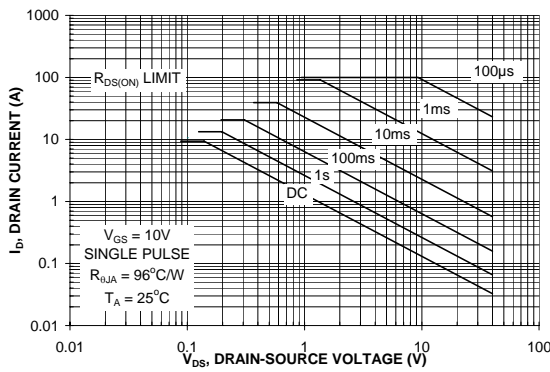 1000
100
10
1
0.1
0.01
I_D, DRAIN CURRENT (A)
R_DS(ON) LIMIT
100µs
1ms
10ms
100ms
1s
DC
V_GS = 10V
SINGLE PULSE
R_θJA = 96°C/W
T_A = 25°C
0.01 0.1 1 10 100
V_DS, DRAIN-SOURCE VOLTAGE (V)